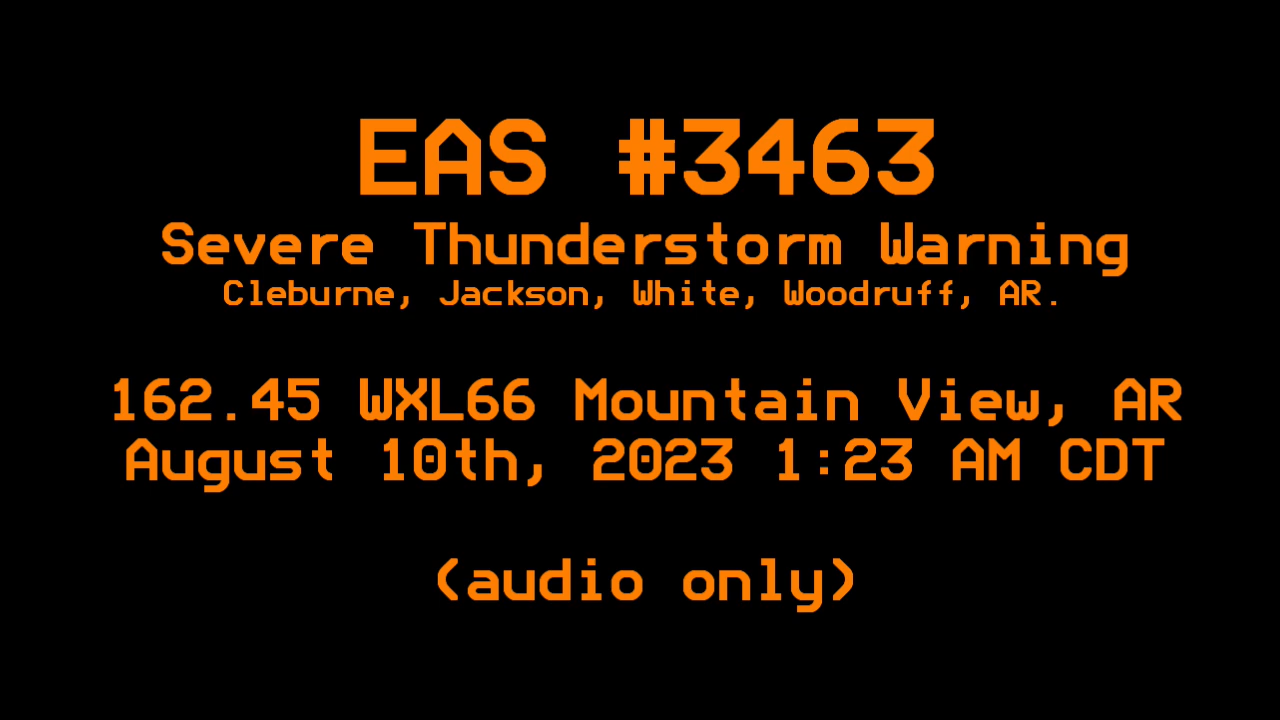 EAS #3463
Severe Thunderstorm Warning
Cleburne, Jackson, White, Woodruff, AR.
162.45 WXL66 Mountain View, AR
August 10th, 2023 1:23 AM CDT
(audio only)